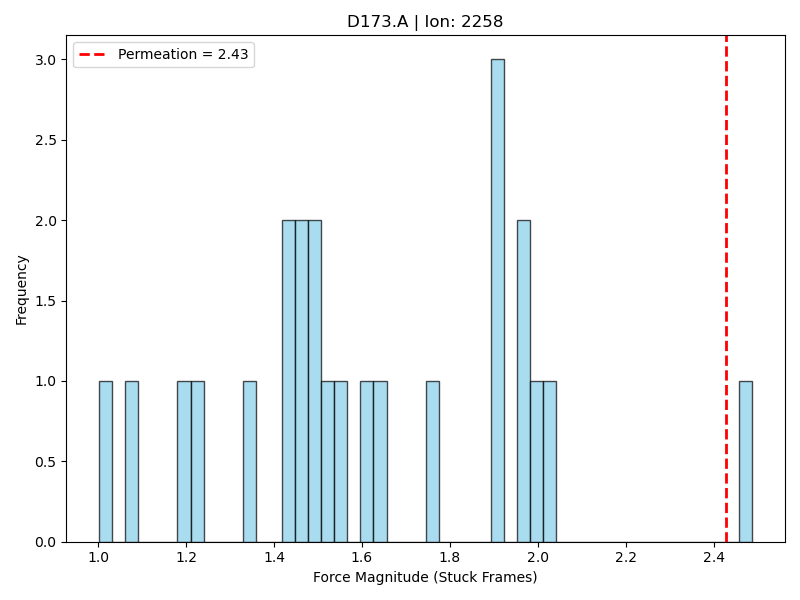 D173.A | Ion: 2258
Permeation = 2.43
Frequency
3.0
2.5
2.0
1.5
1.0
0.5
0.0
1.0 1.2 1.4 1.6 1.8 2.0 2.2 2.4
Force Magnitude (Stuck Frames)